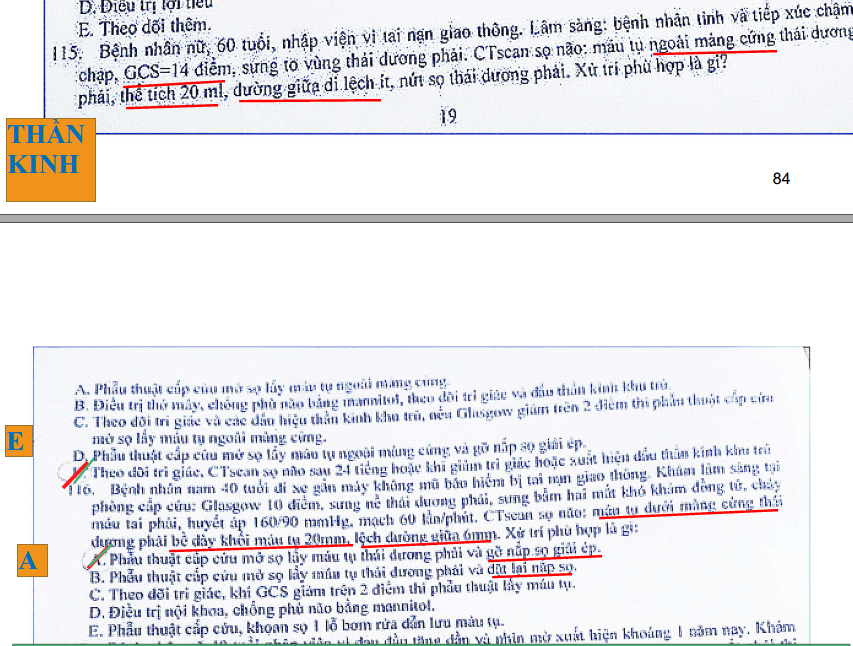 D. Điều trị lợi tiểu
E. Theo dõi thêm.
115. Bệnh nhân nữ, 60 tuổi, nhập viện vì tai nạn giao thông. Lâm sàng: bệnh nhân tỉnh và tiếp xúc chậm
chạp, GCS=14 điểm, sưng to vùng thái dương phải. CTscan sọ não: máu tụ ngoài màng cứng thái dương
phải, thể tích 20 ml, đường giữa di lệch ít, nứt sọ thái dương phải. Xử trí phù hợp là gì?
19
THẦN
KINH
84
A. Phẫu thuật cấp cứu mở sọ lấy máu tụ ngoài màng cứng.
B. Điều trị thở máy, chống phù não bằng mannitol, theo dõi tri giác và dấu thần kinh khu trú.
C. Theo dõi tri giác và các dấu hiệu thần kinh khu trú, nếu Glasgow giảm trên 2 điểm thì phẫu thuật cấp cứu
mở sọ lấy máu tụ ngoài màng cứng.
E
D. Phẫu thuật cấp cứu mở sọ lấy máu tụ ngoài màng cứng và gỡ nắp sọ giải ép.
Theo dõi tri giác, CTscan sọ não sau 24 tiếng hoặc khi giảm tri giác hoặc xuất hiện dấu thần kinh khu trú
116. Bệnh nhân nam 40 tuổi đi xe gắn máy không mũ bảo hiểm bị tai nạn giao thông. Khám lâm sàng tại
phòng cấp cứu: Glasgow 10 điểm, sưng nề thái dương phải, sưng bầm hai mắt khó khám đồng tử, chảy
máu tai phải, huyết áp 160/90 mmHg, mạch 60 lần/phút. CTscan sọ não: máu tụ dưới màng cứng thái
dương phải bề dày khối máu tụ 20mm, lệch đường giữa 6mm. Xử trí phù hợp là gì:
A
A. Phẫu thuật cấp cứu mở sọ lấy máu tụ thái dương phải và gỡ nắp sọ giải ép.
B. Phẫu thuật cấp cứu mở sọ lấy máu tụ thái dương phải và đặt lại nắp sọ.
C. Theo dõi tri giác, khi GCS giảm trên 2 điểm thì phẫu thuật lấy máu tụ.
D. Điều trị nội khoa, chống phù não bằng mannitol.
E. Phẫu thuật cấp cứu, khoan sọ 1 lỗ bơm rửa dẫn lưu máu tụ.
vì đau đầu tăng dần và nhìn mờ xuất hiện khoảng 1 năm nay. Khám